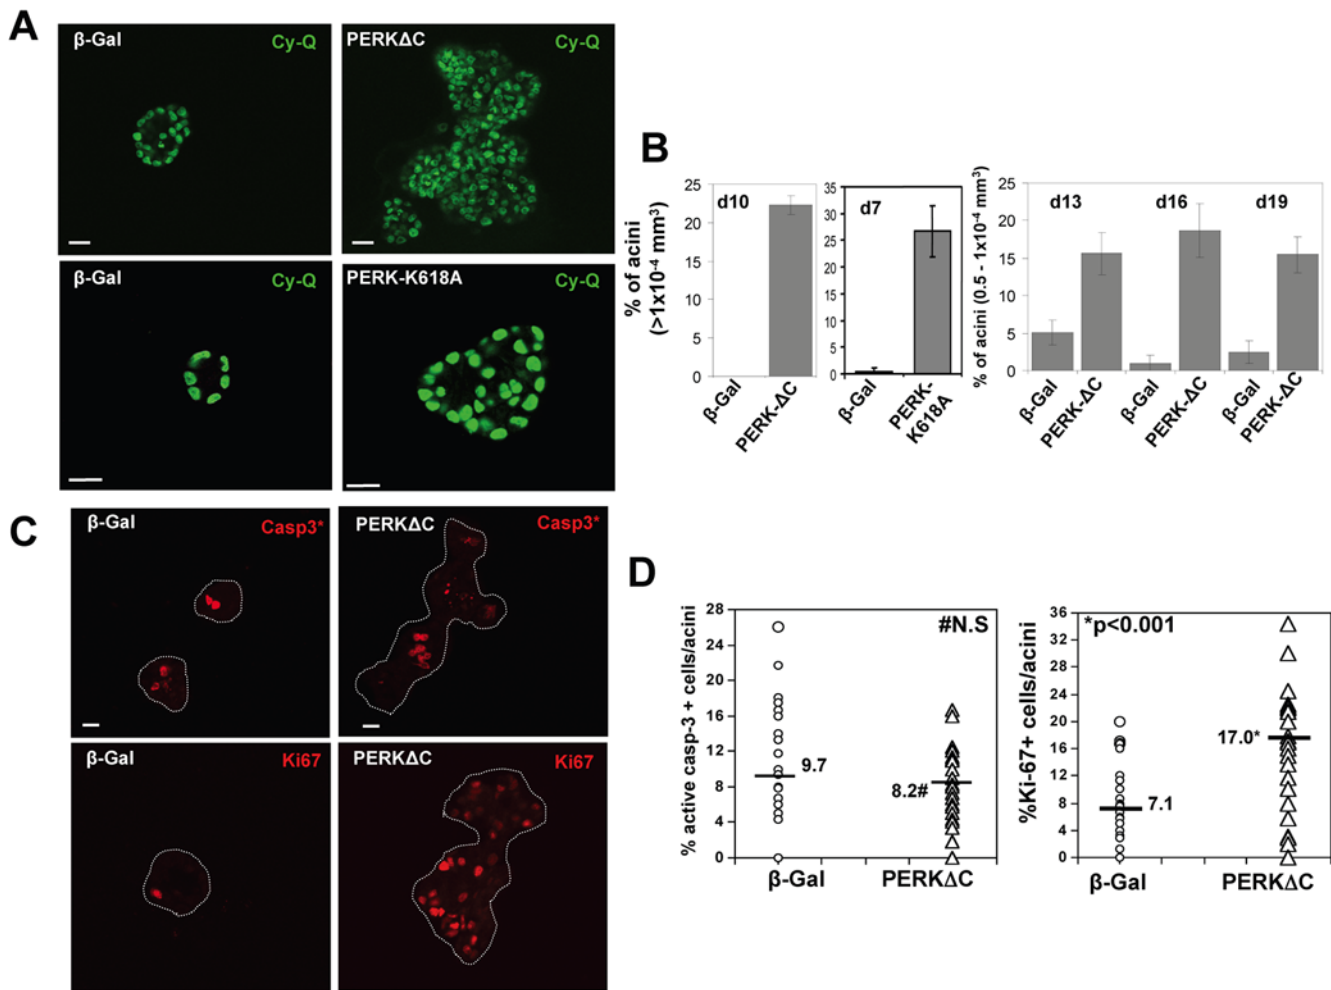 A
β-Gal Cy-Q
PERKΔC Cy-Q
β-Gal Cy-Q
PERK-K618A Cy-Q
B
% of acini
(>1x10⁻⁴ mm³)
25
20
15
10
5
0
d10
β-Gal
PERK-ΔC
35
30
25
20
15
10
5
0
d7
β-Gal
PERK-
K618A
% of acini (0.5 - 1x10⁻⁴ mm³)
25
20
15
10
5
0
d13 d16 d19
β-Gal
PERK-ΔC
β-Gal
PERK-ΔC
β-Gal
PERK-ΔC
C
β-Gal Casp3*
PERKΔC Casp3*
β-Gal Ki67
PERKΔC Ki67
D
% active casp-3 + cells/acini
28
24
20
16
12
8
4
0
#N.S
9.7
8.2#
β-Gal PERKΔC
%Ki-67+ cells/acini
36
32
28
24
20
16
12
8
4
0
*p<0.001
7.1
17.0*
β-Gal PERKΔC